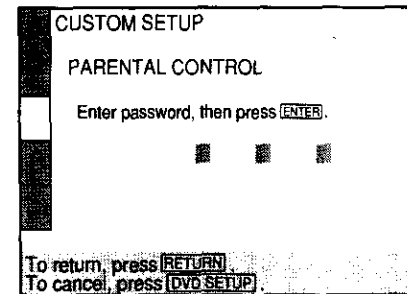 CUSTOM SETUP
PARENTAL CONTROL
Enter password, then press ENTER.
To return, press RETURN.
To cancel, press DVD SETUP.